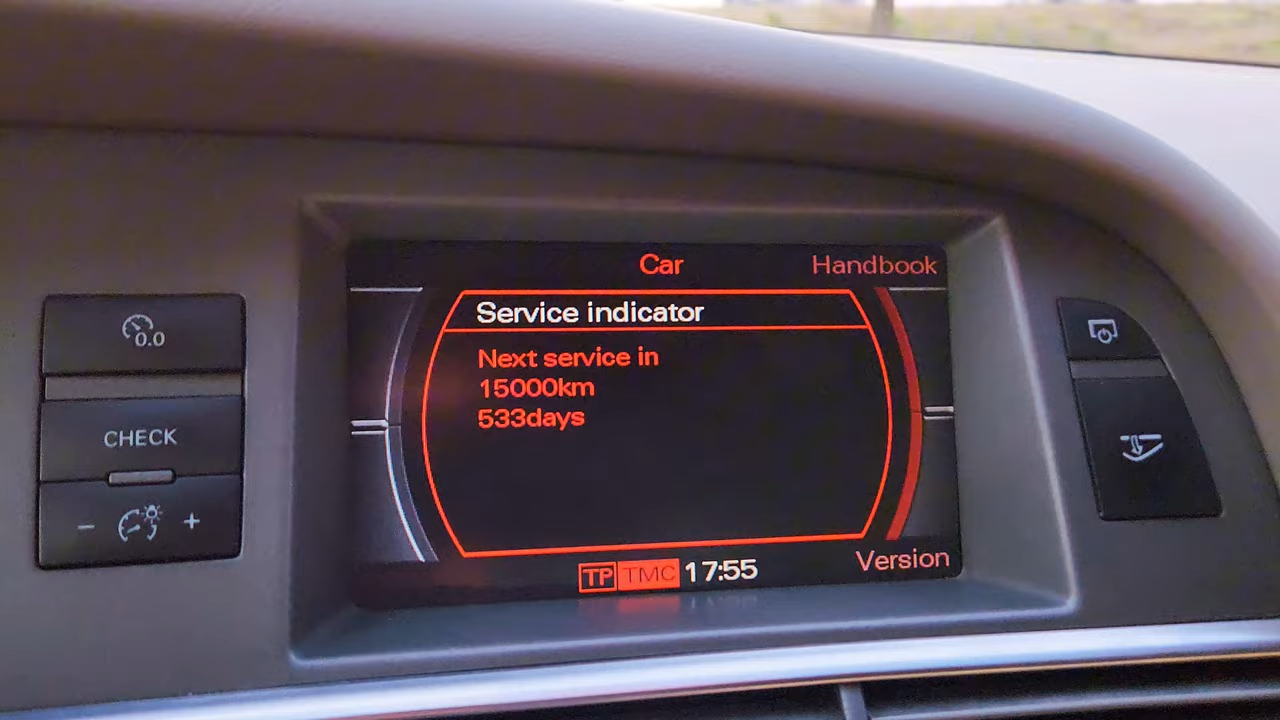 Car
Handbook
Service indicator
Next service in
15000km
533days
0.0
CHECK
- +
TP TMC 17:55
Version